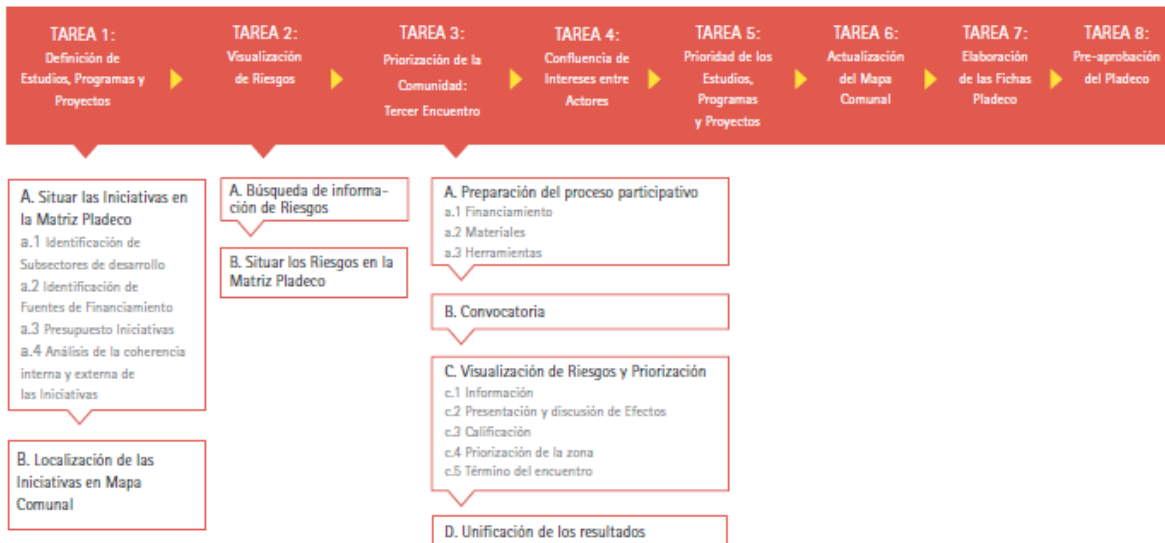 TAREA 1:
Definición de
Estudios, Programas y
Proyectos
TAREA 2:
Visualización
de Riesgos
TAREA 3:
Priorización de la
Comunidad:
Tercer Encuentro
TAREA 4:
Confluencia de
Intereses entre
Actores
TAREA 5:
Prioridad de los
Estudios,
Programas
y Proyectos
TAREA 6:
Actualización
del Mapa
Comunal
TAREA 7:
Elaboración
de las Fichas
Pladeco
TAREA 8:
Pre-aprobación
del Pladeco
A. Situar las Iniciativas en
la Matriz Pladeco
a.1 Identificación de
Subsectores de desarrollo
a.2 Identificación de
Fuentes de Financiamiento
a.3 Presupuesto Iniciativas
a.4 Análisis de la coherencia
interna y externa de
las Iniciativas
B. Localización de las
Iniciativas en Mapa
Comunal
A. Búsqueda de informa-
ción de Riesgos
B. Situar los Riesgos en la
Matriz Pladeco
A. Preparación del proceso participativo
a.1 Financiamiento
a.2 Materiales
a.3 Herramientas
B. Convocatoria
C. Visualización de Riesgos y Priorización
c.1 Información
c.2 Presentación y discusión de Efectos
c.3 Calificación
c.4 Priorización de la zona
c.5 Término del encuentro
D. Unificación de los resultados